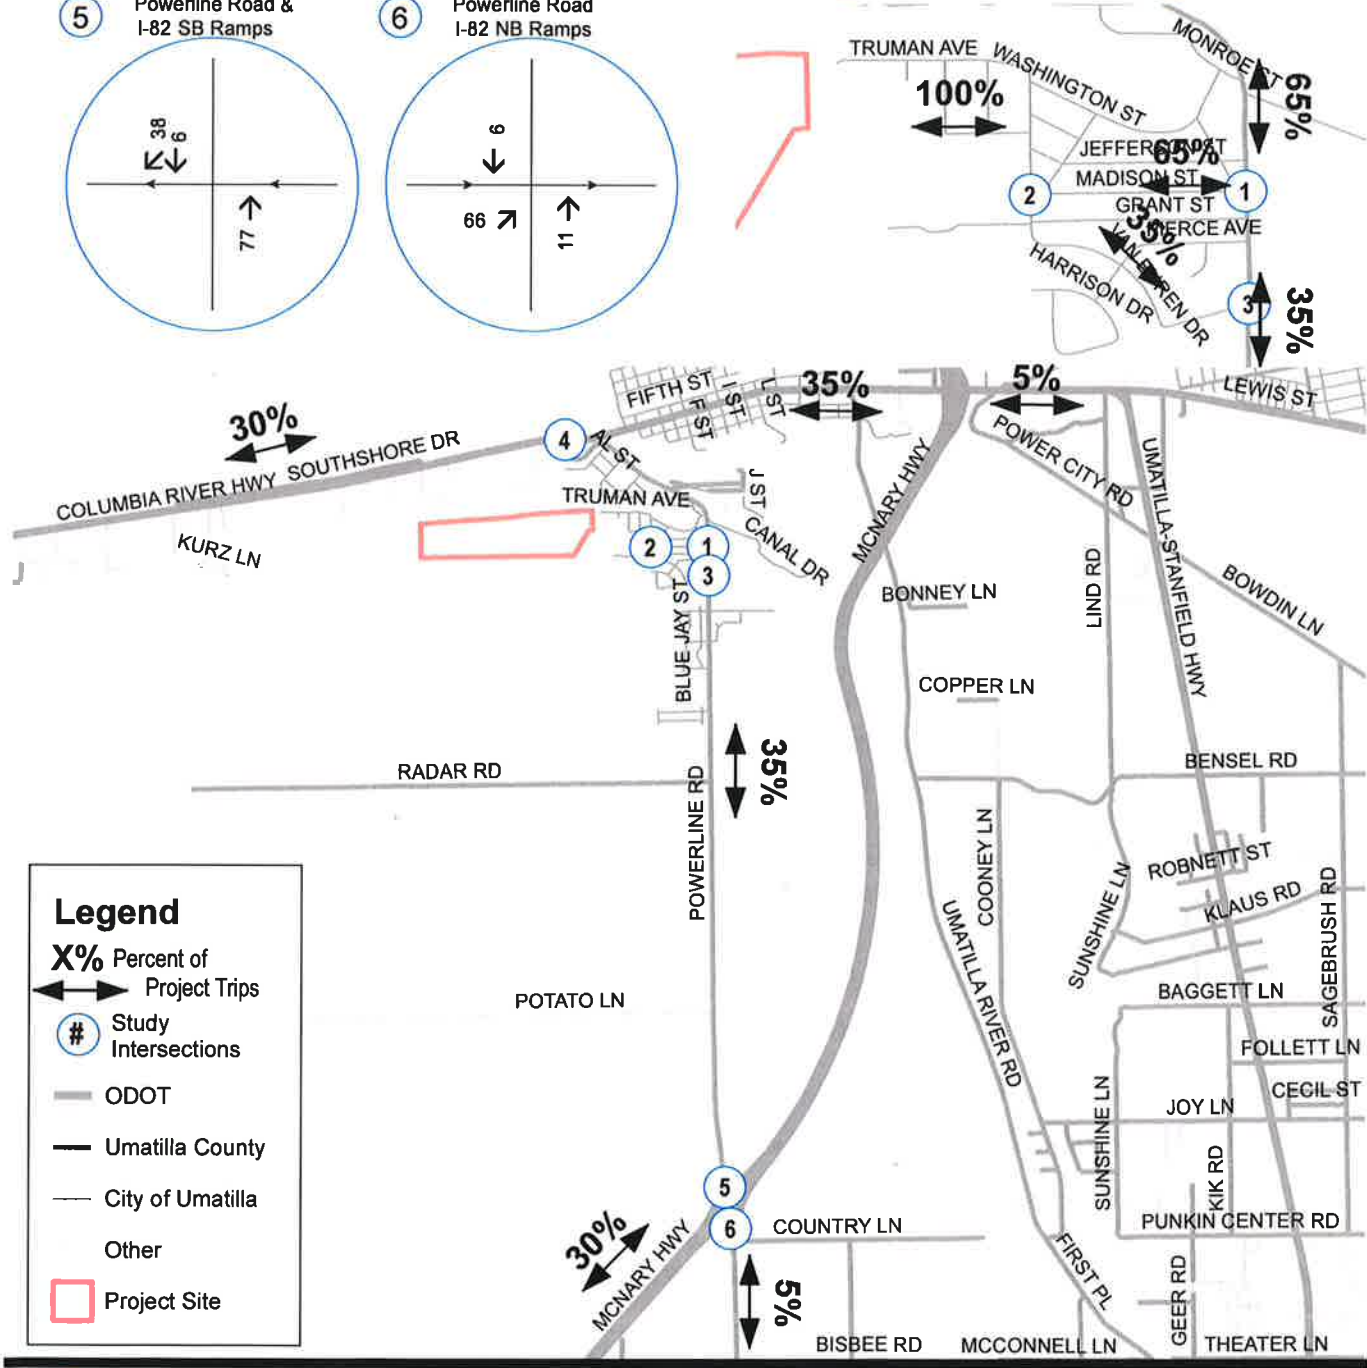 5
Powerline Road &
I-82 SB Ramps
38
6
77
6
Powerline Road
I-82 NB Ramps
6
66
11
TRUMAN AVE
WASHINGTON ST
MONROE ST
100%
65%
JEFFERSON ST
65%
MADISON ST
2
1
GRANT ST
PIERCE AVE
33%
VAN BUREN DR
HARRISON DR
3
35%
30%
COLUMBIA RIVER HWY
SOUTHSHORE DR
KURZ LN
4
FIFTH ST
I ST
L ST
F ST
AL ST
35%
5%
LEWIS ST
POWER CITY RD
UMATILLA-STANFIELD HWY
MCNARY HWY
TRUMAN AVE
J ST
CANAL DR
2
1
3
BLUE JAY ST
BONNEY LN
LIND RD
BOWDIN LN
COPPER LN
35%
RADAR RD
BENSEL RD
POWERLINE RD
COONEY LN
ROBNETT ST
KLAUS RD
SUNSHINE LN
SAGEBRUSH RD
UMATILLA RIVER RD
POTATO LN
BAGGETT LN
FOLLETT LN
CECIL ST
JOY LN
SUNSHINE LN
KIK RD
5
6
30%
MCNARY HWY
COUNTRY LN
PUNKIN CENTER RD
FIRST PL
GEER RD
5%
BISBEE RD
MCCONNELL LN
THEATER LN
Legend
X% Percent of
Project Trips
# Study
Intersections
ODOT
Umatilla County
City of Umatilla
Other
Project Site